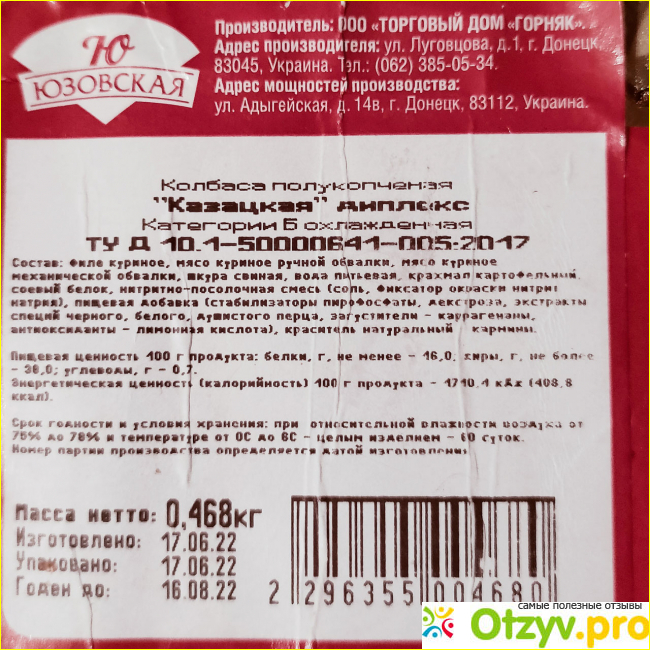 Ю
ЮЗОВСКАЯ
Производитель: ООО «ТОРГОВЫЙ ДОМ «ГОРНЯК».
Адрес производителя: ул. Луговцова, д.1, г. Донецк,
83045, Украина. Тел.: (062) 385-05-34.
Адрес мощностей производства:
ул. Адыгейская, д. 14в, г. Донецк, 83112, Украина.
Колбаса полукопченая
"Казацкая" диплекс
Категории Б охлажденная
ТУ Д 10.1-50000641-005:2017
Состав: филе куриное, мясо куриное ручной обвалки, мясо куриное
механической обвалки, шкура свиная, вода питьевая, крахмал картофельный,
соевый белок, нитритно-посолочная смесь (соль, фиксатор окраски нитрит
натрия), пищевая добавка (стабилизаторы пирофосфаты, декстроза, экстракты
специй черного, белого, душистого перца, загустители - каррагенаны,
антиоксиданты - лимонная кислота), краситель натуральный - кармины.
Пищевая ценность 100 г продукта: белки, г, не менее - 16,0; жиры, г, не более
- 38,0; углеводы, г - 0,7.
Энергетическая ценность (калорийность) 100 г продукта - 1710,4 кДж (408,8
ккал).
Срок годности и условия хранения: при относительной влажности воздуха от
75% до 78% и температуре от 0С до 6С - целым изделием - 60 суток.
Номер партии производства определяется датой изготовления.
Масса нетто: 0,468кг
Изготовлено: 17.06.22
Упаковано: 17.06.22
Годен до: 16.08.22
2 296355 004680
самые полезные отзывы
Otzyv.pro